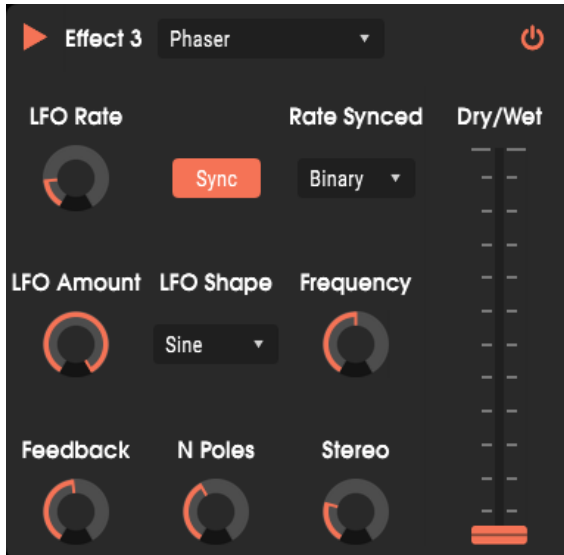 Effect 3 Phaser
LFO Rate Rate Synced Dry/Wet
Sync Binary
LFO Amount LFO Shape Frequency
Sine
Feedback N Poles Stereo